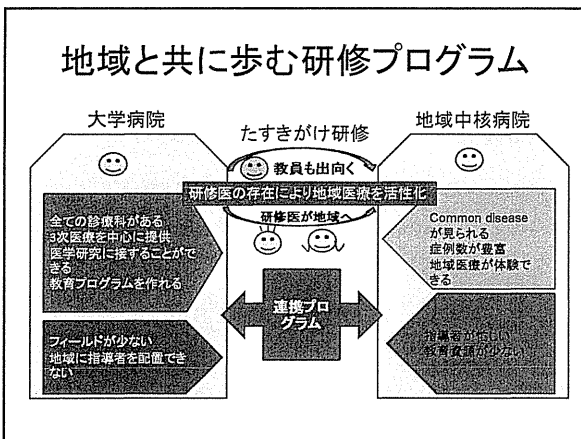 地域と共に歩む研修プログラム
大学病院
たすきがけ研修
地域中核病院
教員も出向く
研修医の存在により地域医療を活性化
研修医が地域へ
全ての診療科がある
3次医療を中心に提供
医学研究に接することがで
きる
教育プログラムを作れる
Common disease
が見られる
症例数が豊富
地域医療が体験で
きる
連携プロ
グラム
フィールドが少ない
地域に指導者を配置でき
ない
指導者が忙しい
教育資源が少ない